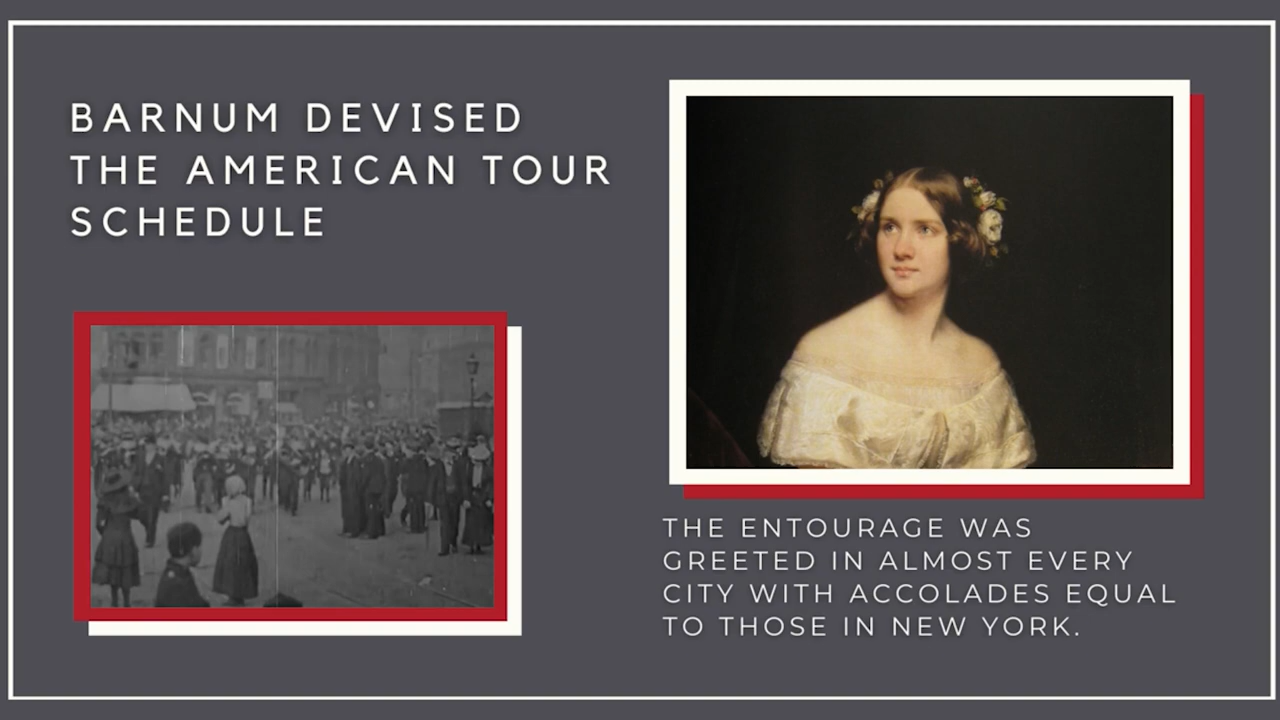 BARNUM DEVISED
THE AMERICAN TOUR
SCHEDULE
THE ENTOURAGE WAS
GREETED IN ALMOST EVERY
CITY WITH ACCOLADES EQUAL
TO THOSE IN NEW YORK.